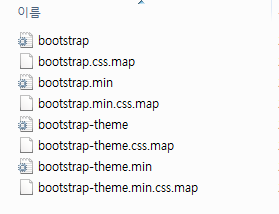 이름
bootstrap
bootstrap.css.map
bootstrap.min
bootstrap.min.css.map
bootstrap-theme
bootstrap-theme.css.map
bootstrap-theme.min
bootstrap-theme.min.css.map